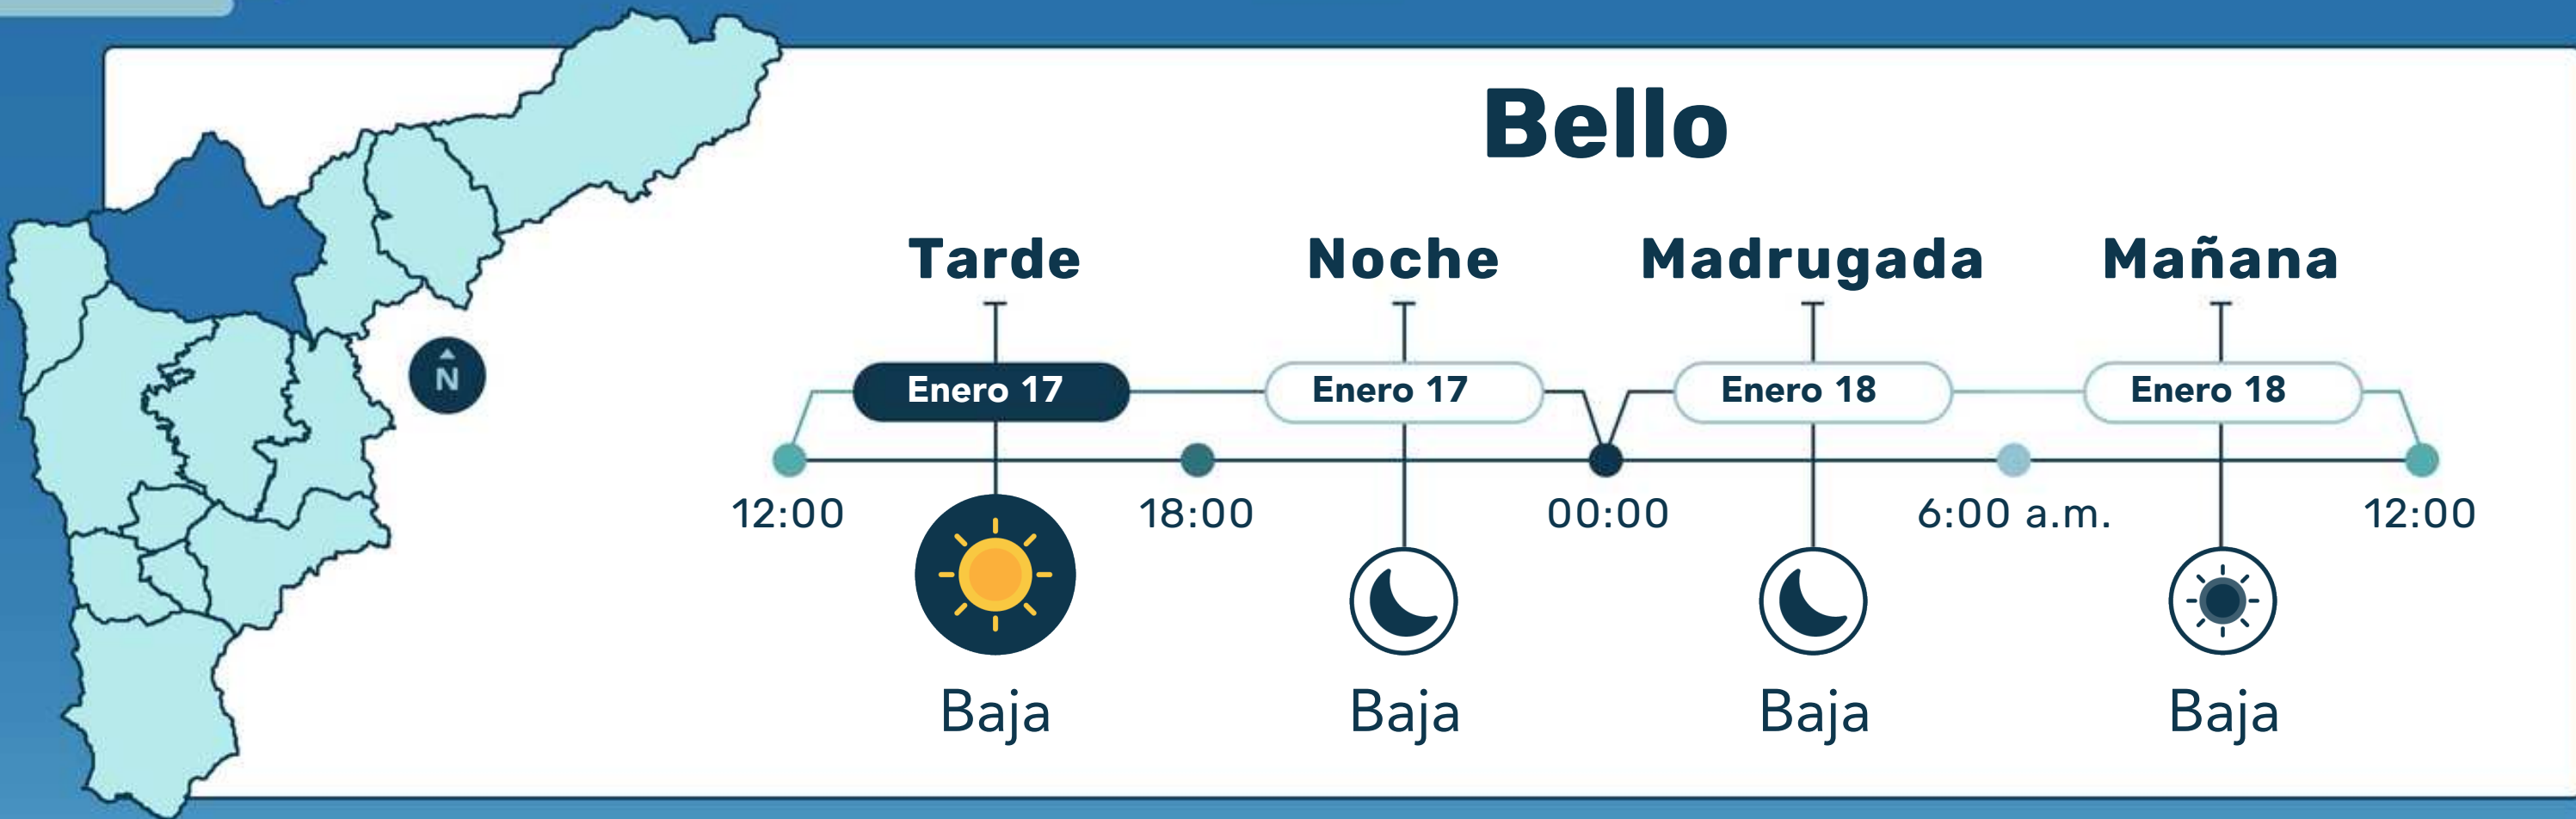 Bello
Tarde Noche Madrugada Mañana
N
Enero 17 Enero 17 Enero 18 Enero 18
12:00 18:00 00:00 6:00 a.m. 12:00
Baja Baja Baja Baja